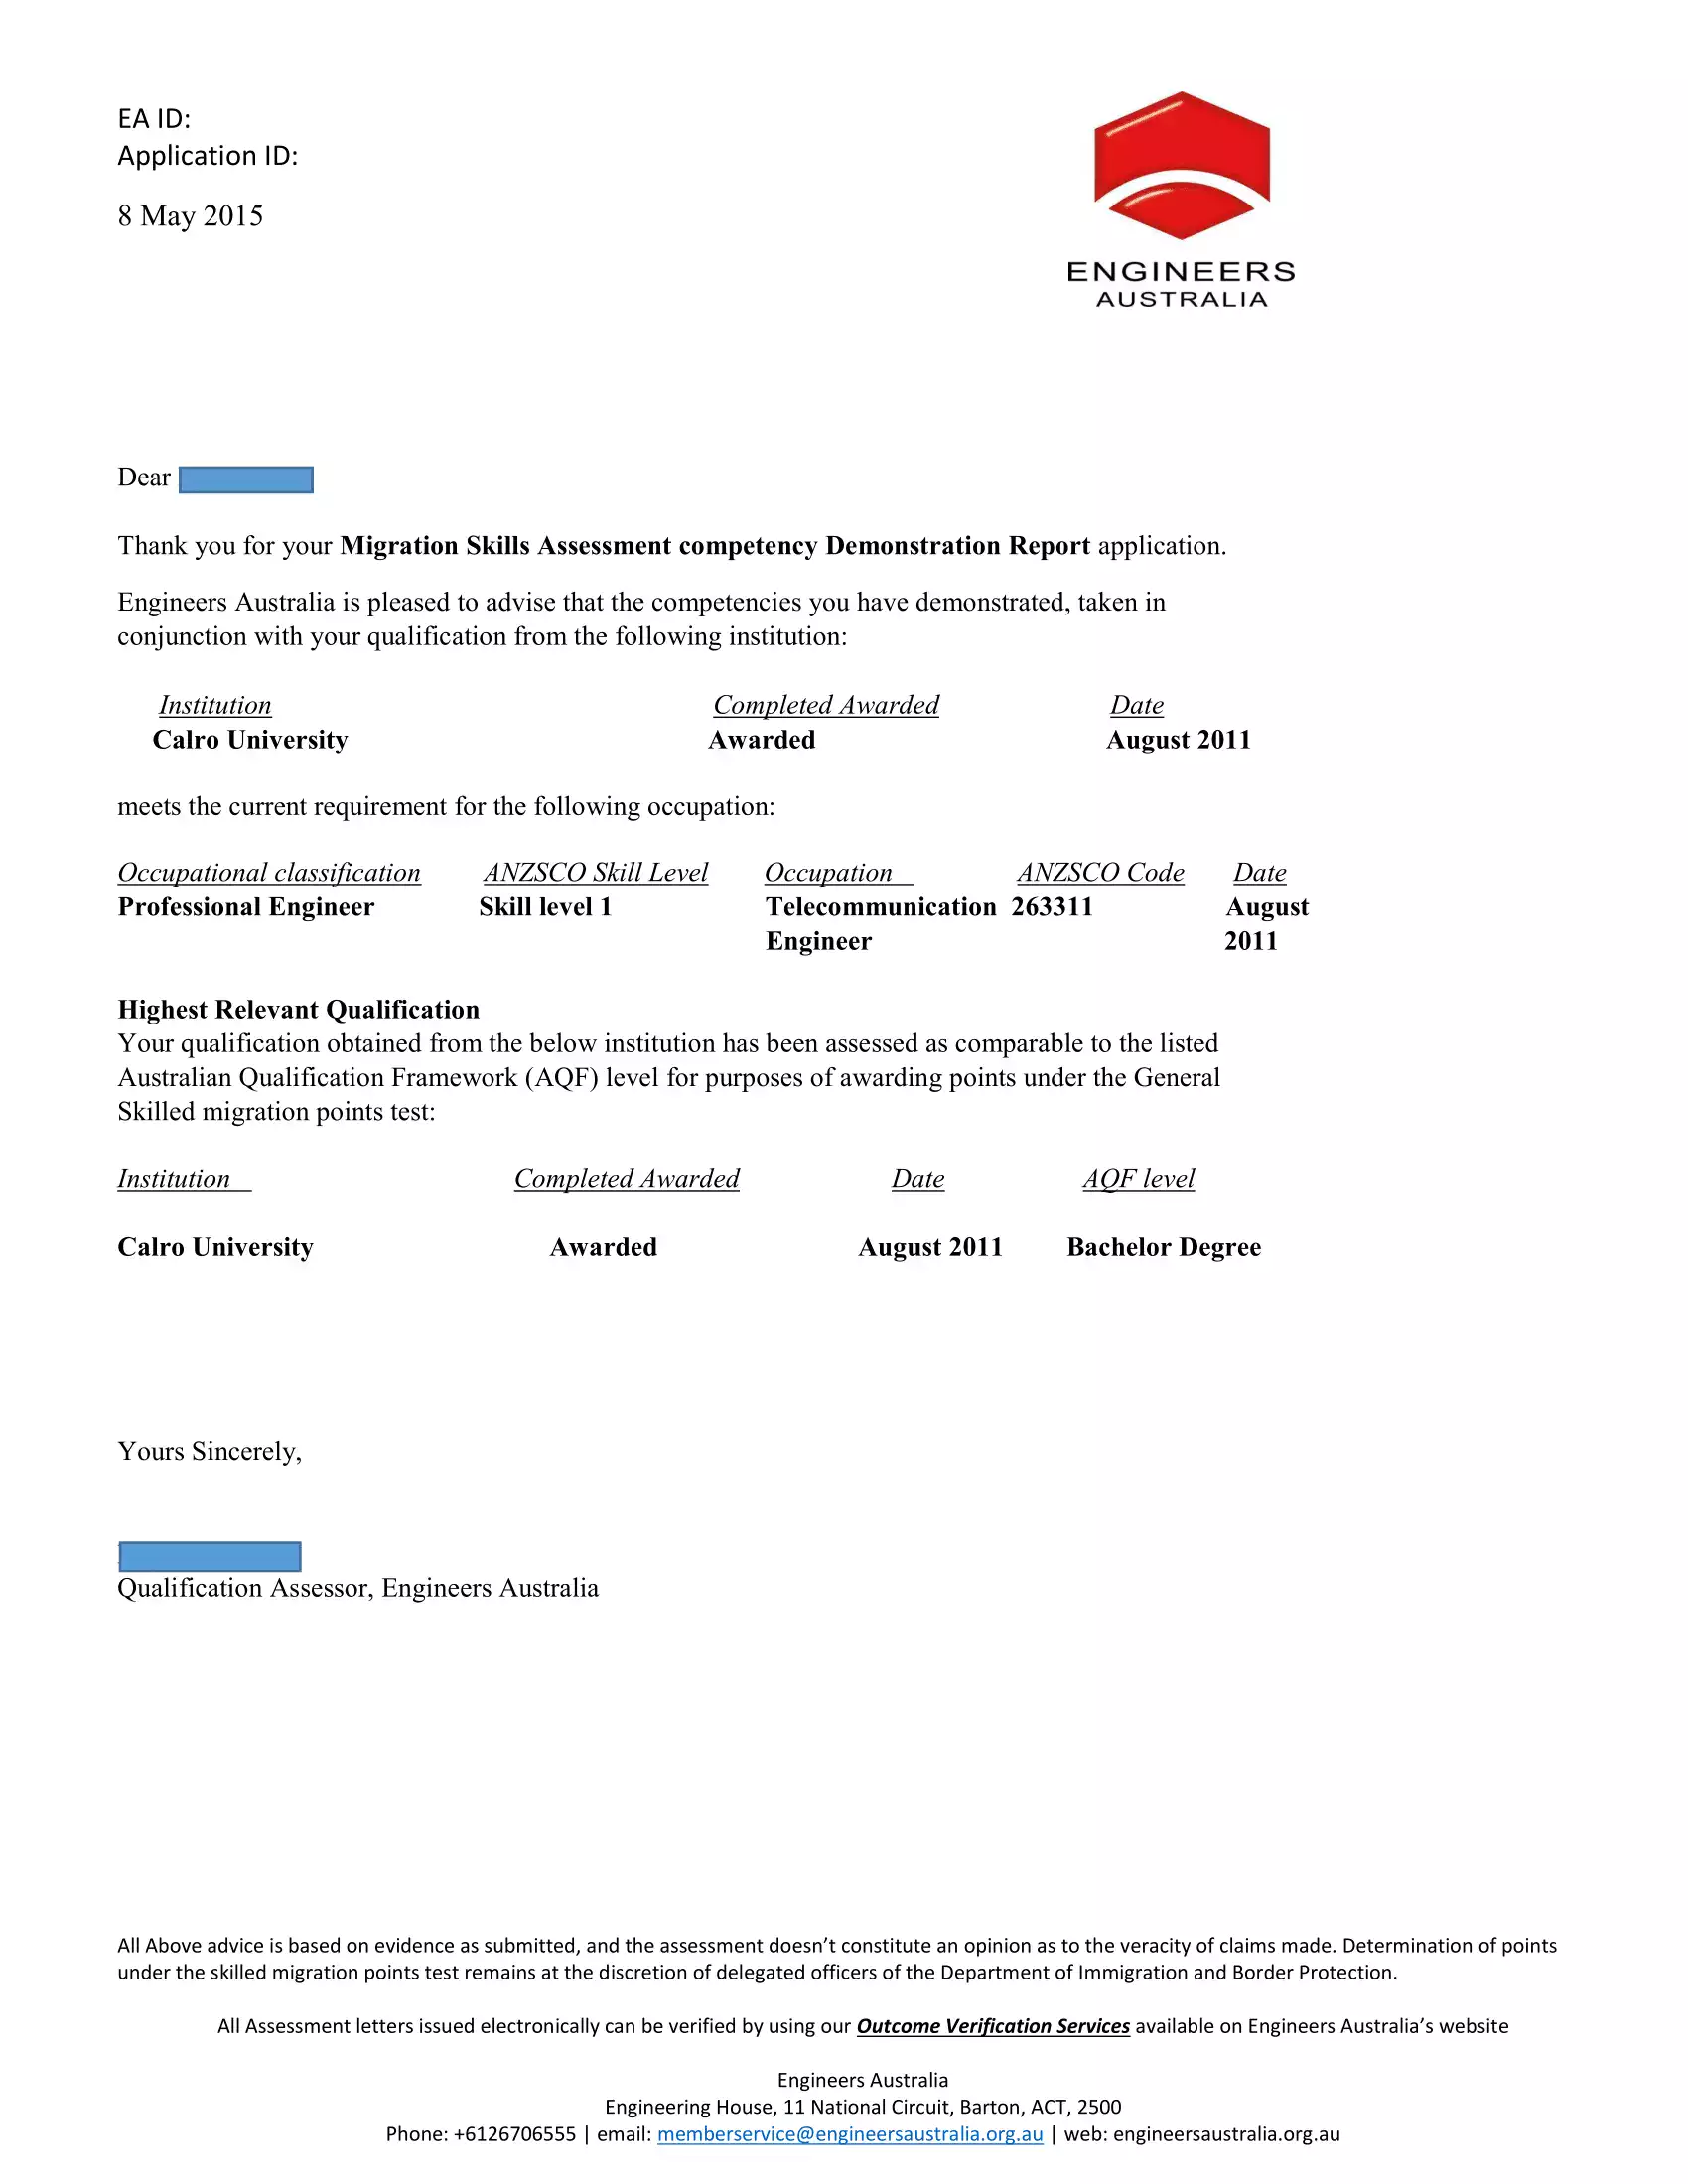 EA ID:
Application ID:
8 May 2015
ENGINEERS
AUSTRALIA
Dear
Thank you for your Migration Skills Assessment competency Demonstration Report application.
Engineers Australia is pleased to advise that the competencies you have demonstrated, taken in
conjunction with your qualification from the following institution:
Institution Completed Awarded Date
Calro University Awarded August 2011
meets the current requirement for the following occupation:
Occupational classification ANZSCO Skill Level Occupation ANZSCO Code Date
Professional Engineer Skill level 1 Telecommunication 263311 August
Engineer 2011
Highest Relevant Qualification
Your qualification obtained from the below institution has been assessed as comparable to the listed
Australian Qualification Framework (AQF) level for purposes of awarding points under the General
Skilled migration points test:
Institution Completed Awarded Date AQF level
Calro University Awarded August 2011 Bachelor Degree
Yours Sincerely,
Qualification Assessor, Engineers Australia
All Above advice is based on evidence as submitted, and the assessment doesn’t constitute an opinion as to the veracity of claims made. Determination of points
under the skilled migration points test remains at the discretion of delegated officers of the Department of Immigration and Border Protection.
All Assessment letters issued electronically can be verified by using our Outcome Verification Services available on Engineers Australia’s website
Engineers Australia
Engineering House, 11 National Circuit, Barton, ACT, 2500
Phone: +6126706555 | email: memberservice@engineersaustralia.org.au | web: engineersaustralia.org.au